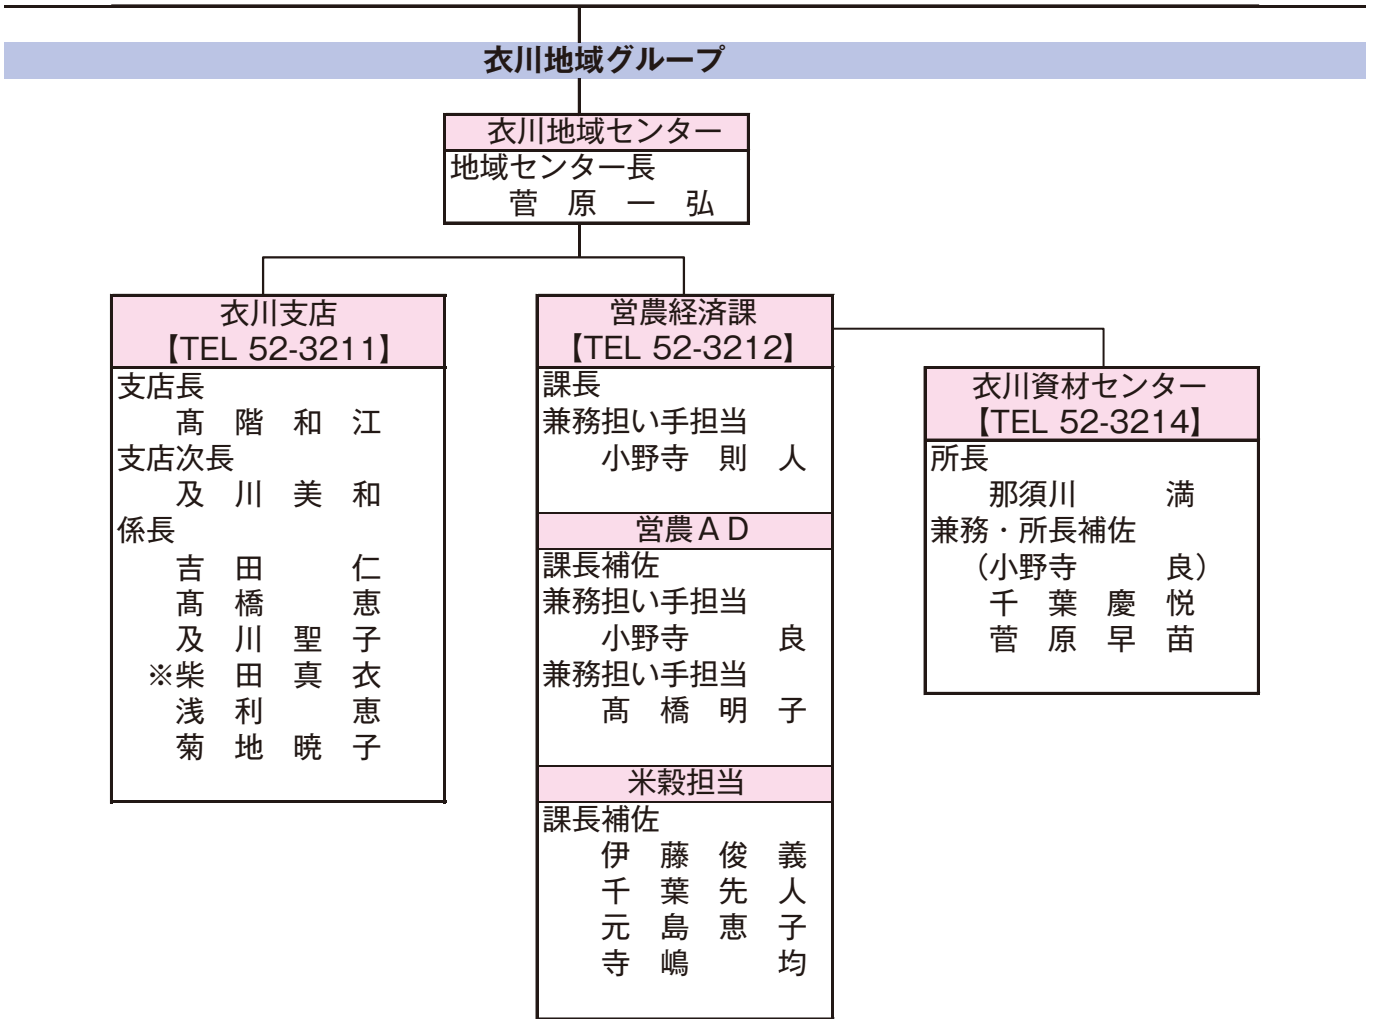 衣川地域グループ
衣川地域センター
地域センター長
菅　原　一　弘
衣川支店
【TEL 52-3211】
支店長
髙　階　和　江
支店次長
及　川　美　和
係長
吉　田　　　仁
髙　橋　　　恵
及　川　聖　子
※柴　田　真　衣
浅　利　　　恵
菊　地　暁　子
営農経済課
【TEL 52-3212】
課長
兼務担い手担当
小野寺　則　人
営農ＡＤ
課長補佐
兼務担い手担当
小野寺　　　良
兼務担い手担当
髙　橋　明　子
米穀担当
課長補佐
伊　藤　俊　義
千　葉　先　人
元　島　恵　子
寺　嶋　　　均
衣川資材センター
【TEL 52-3214】
所長
那須川　　　満
兼務・所長補佐
（小野寺　　　良）
千　葉　慶　悦
菅　原　早　苗